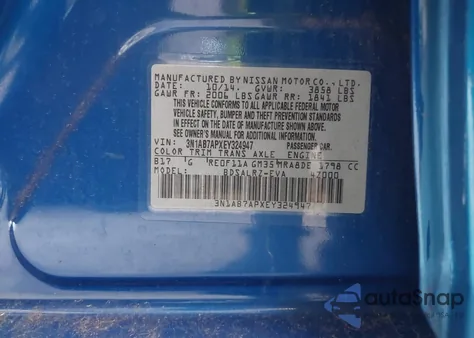 MANUFACTURED BY NISSAN MOTOR CO., LTD.
DATE: 10/14. GVWR: 3858 LBS
GAWR FR: 2006 LBS GAWR RR: 1841 LBS
THIS VEHICLE CONFORMS TO ALL APPLICABLE FEDERAL MOTOR
VEHICLE SAFETY, BUMPER, AND THEFT PREVENTION STANDARDS
IN EFFECT ON THE DATE OF MANUFACTURE SHOWN ABOVE.
SEE OWNER'S MANUAL FOR ADDITIONAL INFORMATION.
VIN: 3N1AB7APXEY324947 PASSENGER CAR.
COLOR TRIM TRANS AXLE ENGINE
B17 G RE0F11A GM35 MRA8DE 1798 CC
MODEL: BDSALRZ-EVA 4Z000
3N1AB7APXEY324947
autoSnap